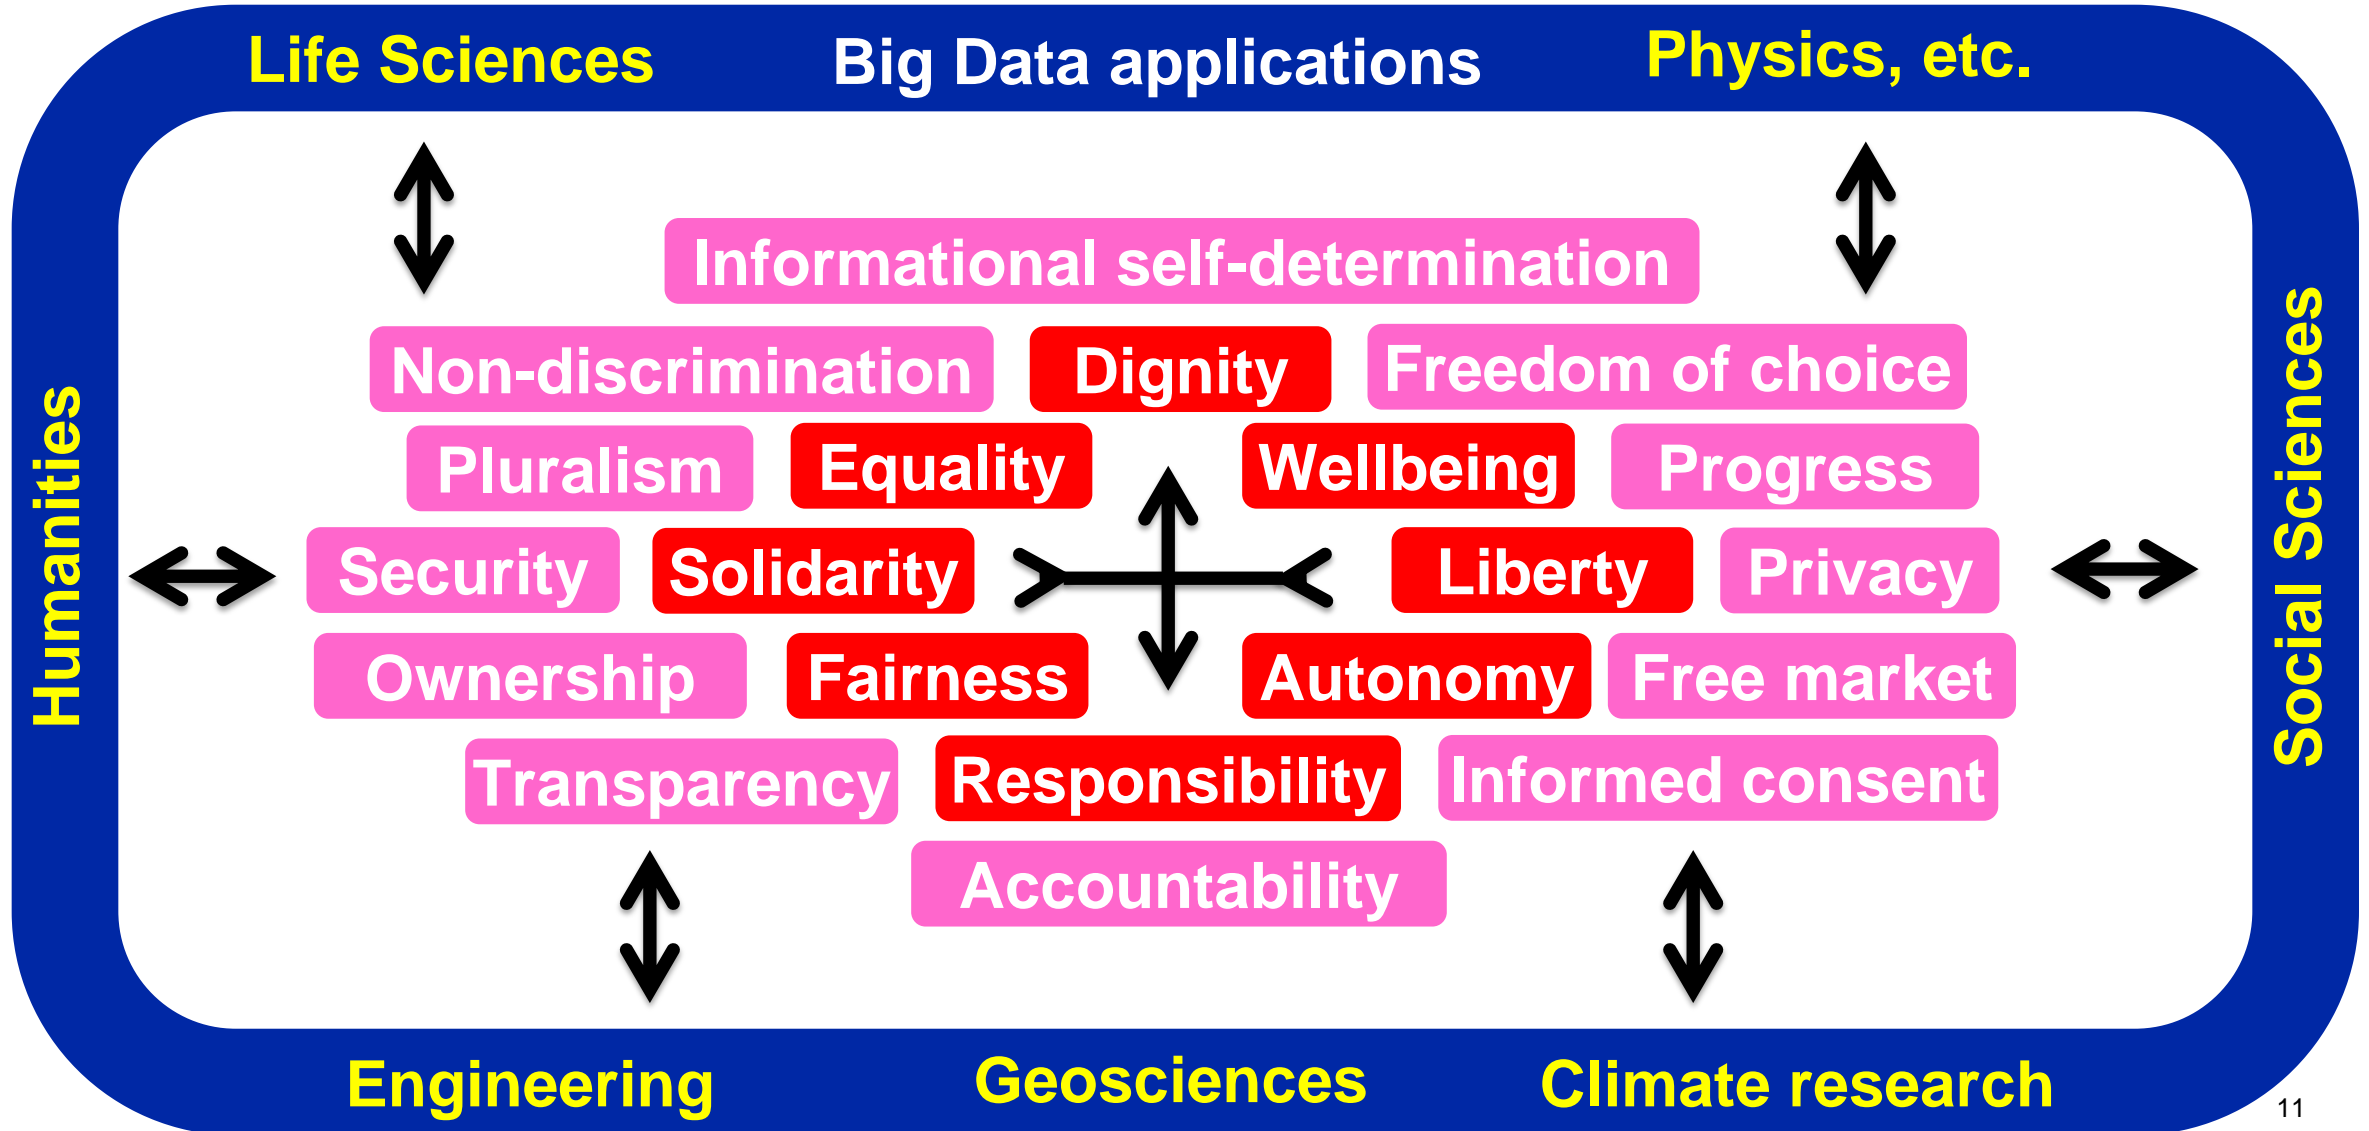 Life Sciences
Big Data applications
Physics, etc.
Informational self-determination
Non-discrimination
Dignity
Freedom of choice
Pluralism
Equality
Wellbeing
Progress
Humanities
Security
Solidarity
Liberty
Privacy
Social Sciences
Ownership
Fairness
Autonomy
Free market
Transparency
Responsibility
Informed consent
Accountability
Engineering
Geosciences
Climate research
11